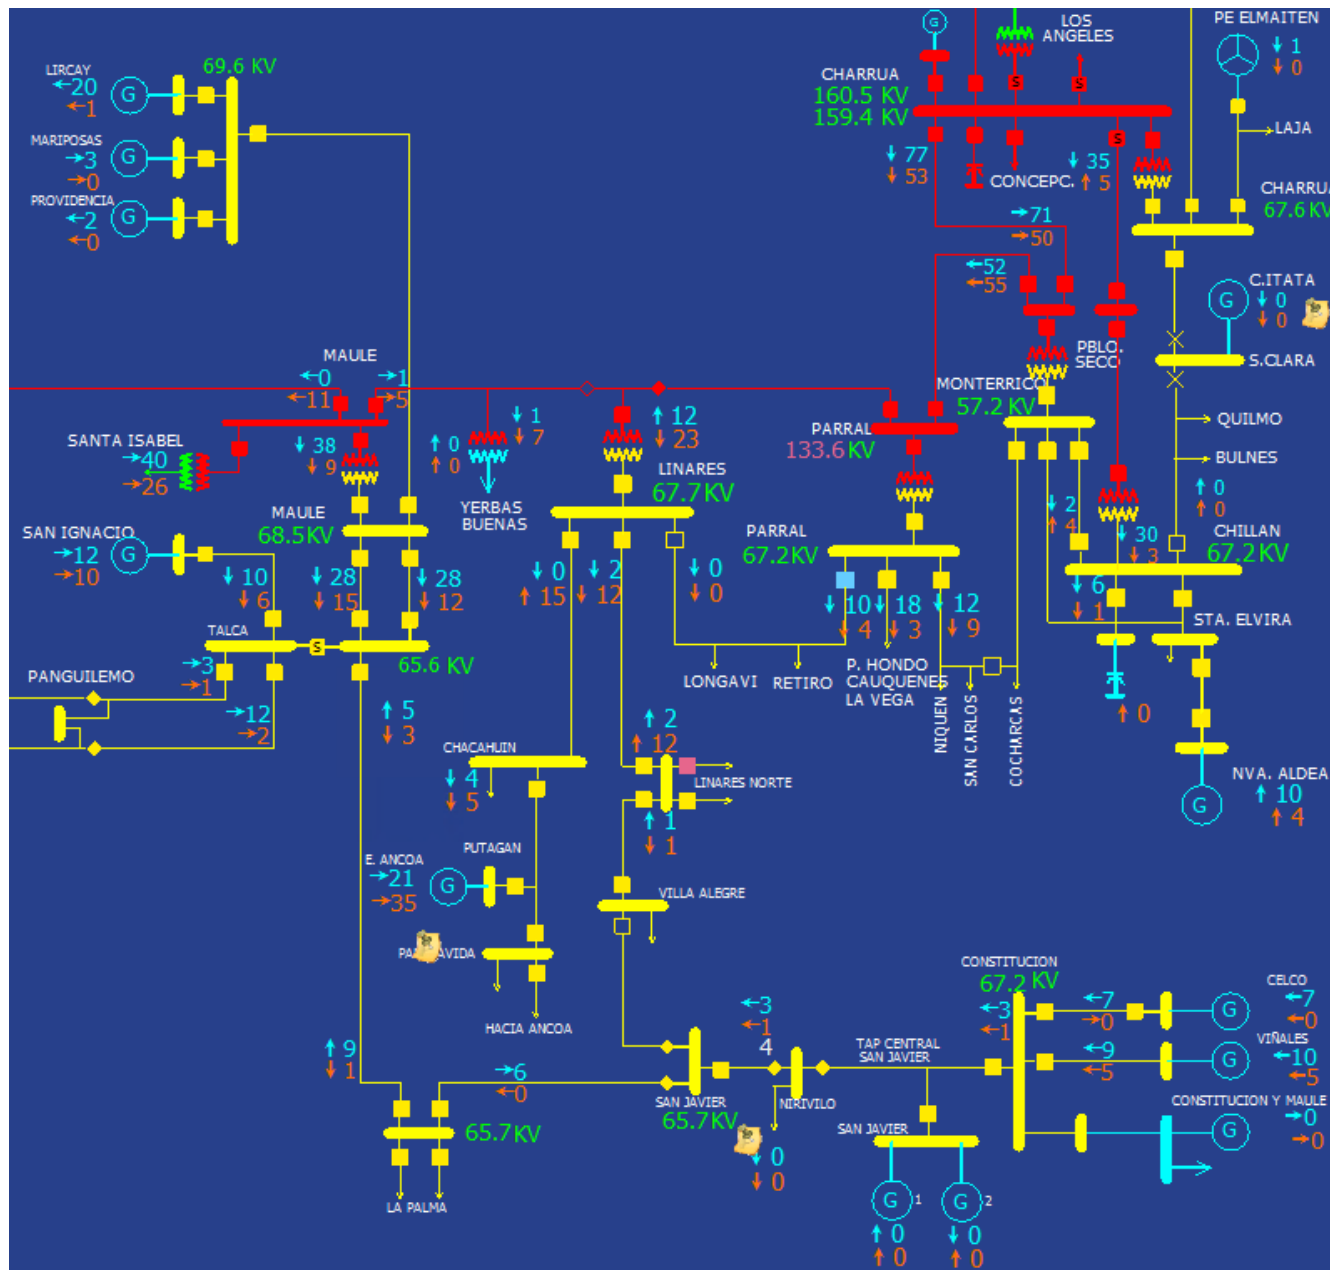 PE ELMAITEN
1
0
LAJA
LOS
ANGELES
G
S
S
CHARRUA
160.5 KV
159.4 KV
77
53
CONCEPC.
35
5
S
CHARRUA
67.6 KV
71
50
52
55
C.ITATA
G
0
0
S.CLARA
PBLO.
SECO
QUILMO
BULNES
0
0
CHILLAN
67.2 KV
MONTERRICO
57.2 KV
2
4
30
3
6
1
STA. ELVIRA
0
NVA. ALDEA
G
10
4
LIRCAY
20
1
G
69.6 KV
MARIPOSAS
3
0
G
PROVIDENCIA
2
0
G
MAULE
0
11
1
5
SANTA ISABEL
40
26
38
9
0
0
1
7
YERBAS
BUENAS
12
23
LINARES
67.7 KV
PARRAL
133.6 KV
SAN IGNACIO
12
10
G
MAULE
68.5 KV
10
6
28
15
28
12
TALCA
S
65.6 KV
PANGUILEMO
3
1
12
2
5
3
0
15
2
12
0
0
PARRAL
67.2 KV
10
4
18
3
12
9
LONGAVI
RETIRO
P. HONDO
CAUQUENES
LA VEGA
NIQUEN
SAN CARLOS
COCHARCAS
CHACAHUIN
4
5
2
12
LINARES NORTE
1
1
PUTAGAN
E. ANCOA
21
35
G
VILLA ALEGRE
HACIA ANCOA
9
1
6
0
LA PALMA
65.7 KV
SAN JAVIER
65.7 KV
3
1
4
NIRIVILO
0
0
TAP CENTRAL
SAN JAVIER
SAN JAVIER
G
1
G
2
0
0
0
0
CONSTITUCION
67.2 KV
3
1
7
0
CELCO
G
7
0
9
5
VIÑALES
G
10
5
CONSTITUCION Y MAULE
G
0
0